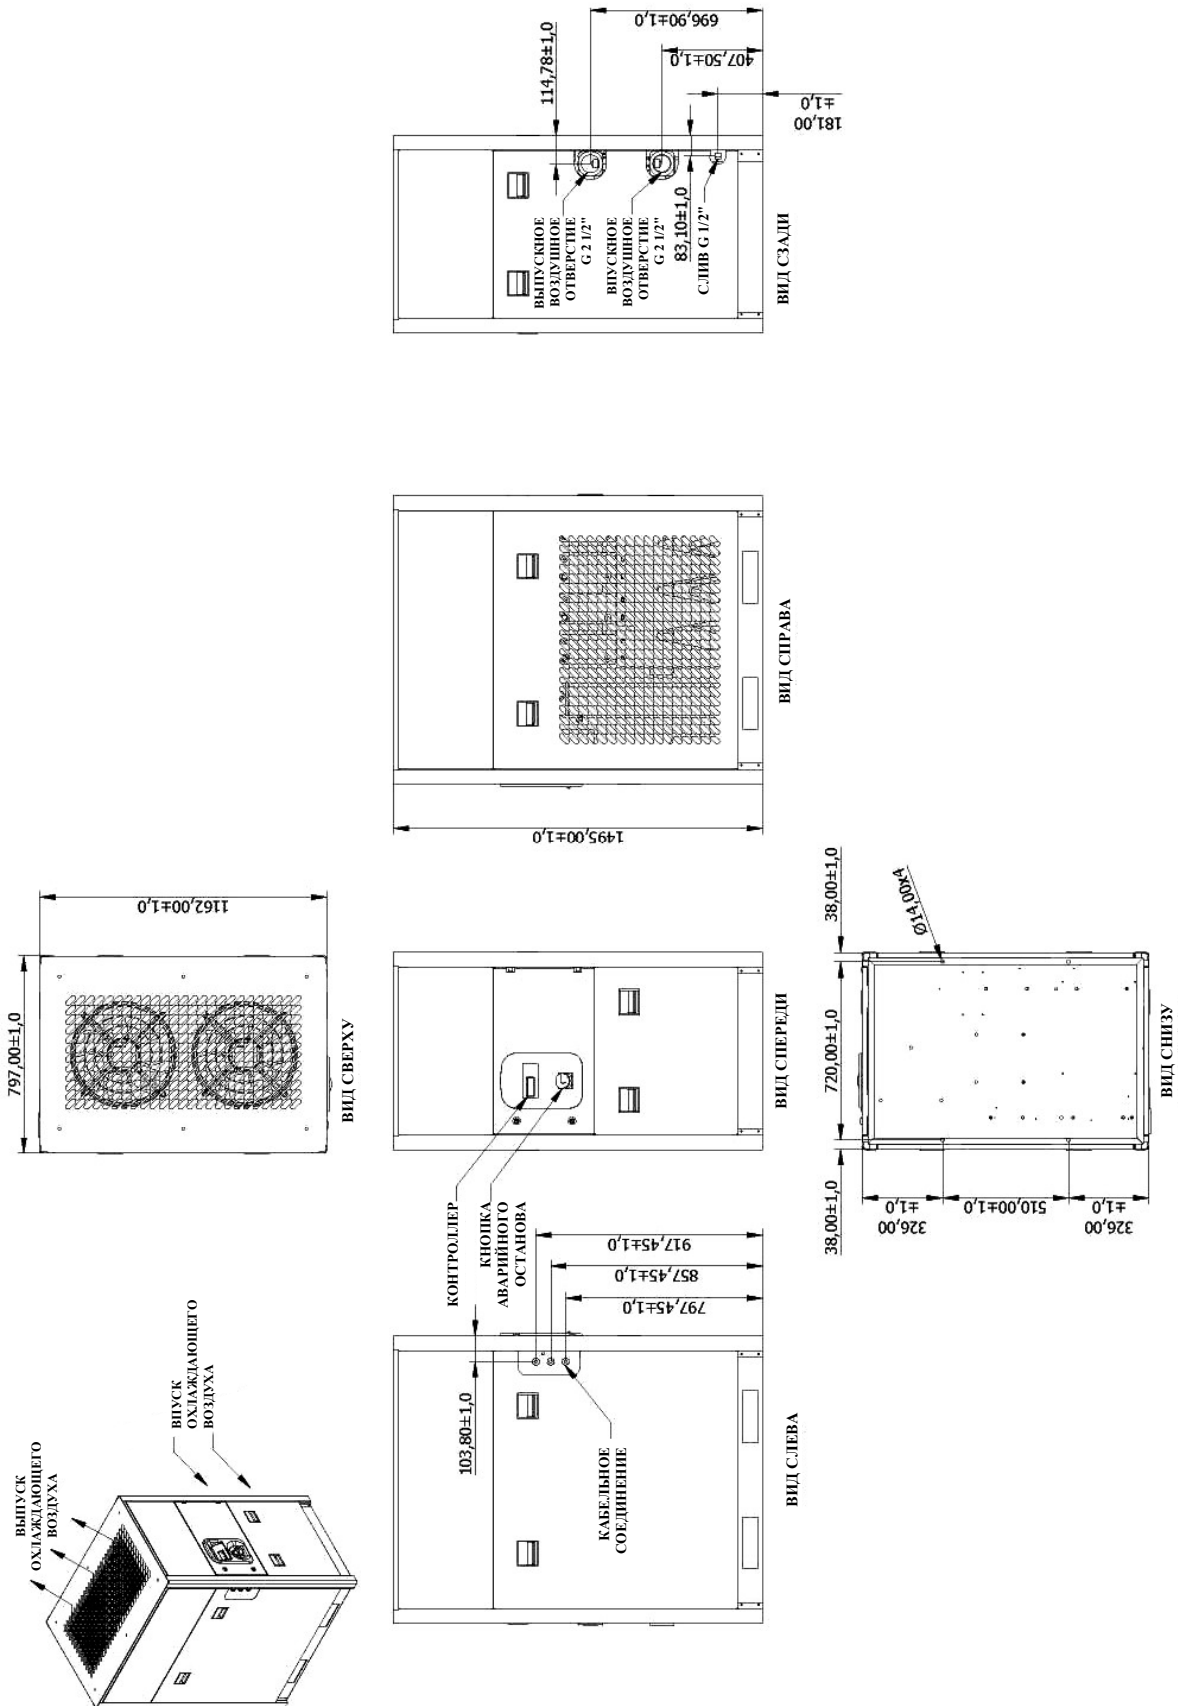 ВЫПУСК
ОХЛАЖДАЮЩЕГО
ВОЗДУХА
ВПУСК
ОХЛАЖДАЮЩЕГО
ВОЗДУХА
797,00±1,0
1162,00±1,0
ВИД СВЕРХУ
103,80±1,0
917,45±1,0
857,45±1,0
797,45±1,0
КАБЕЛЬНОЕ
СОЕДИНЕНИЕ
ВИД СЛЕВА
КОНТРОЛЛЕР
КНОПКА
АВАРИЙНОГО
ОСТАНОВА
ВИД СПЕРЕДИ
1495,00±1,0
ВИД СПРАВА
114,78±1,0
696,90±1,0
407,50±1,0
181,00
±1,0
83,10±1,0
ВЫПУСКНОЕ
ВОЗДУШНОЕ
ОТВЕРСТИЕ
G 2 1/2"
ВПУСКНОЕ
ВОЗДУШНОЕ
ОТВЕРСТИЕ
G 2 1/2"
СЛИВ G 1/2"
ВИД СЗАДИ
38,00±1,0
720,00±1,0
38,00±1,0
Ø14,00x4
326,00
±1,0
510,00±1,0
326,00
±1,0
ВИД СНИЗУ